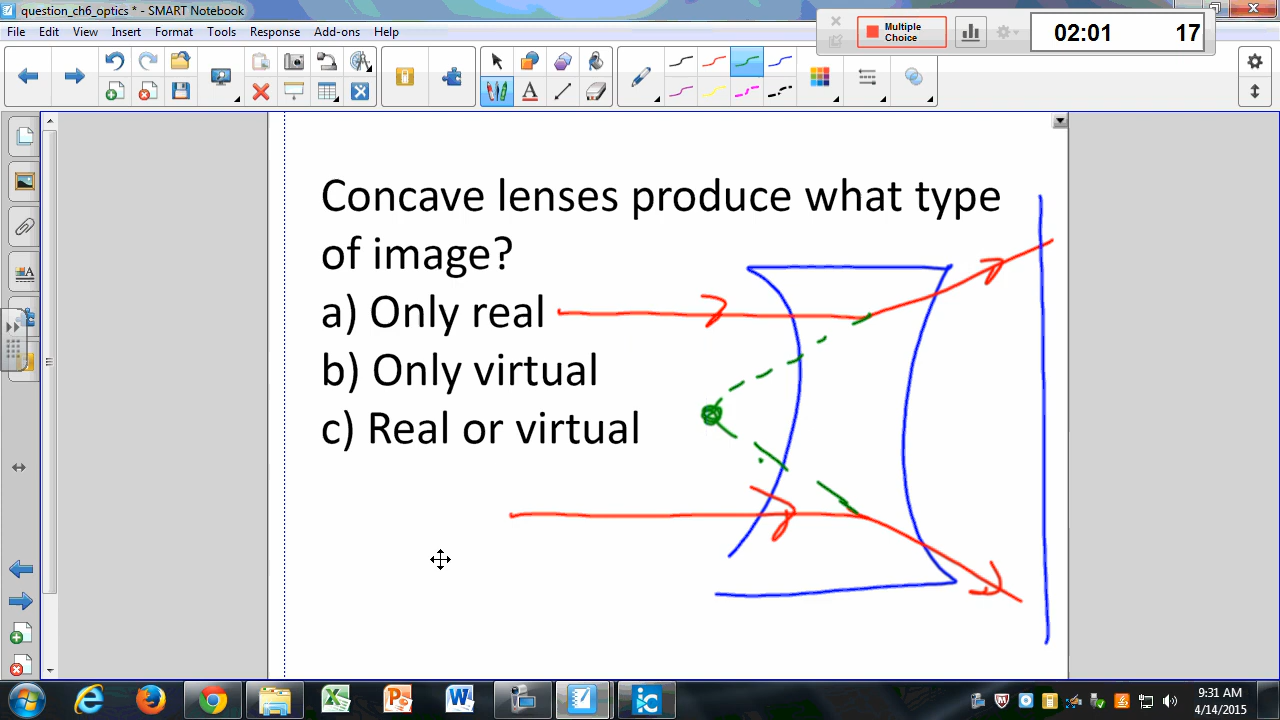 question_ch6_optics * - SMART Notebook
File Edit View Insert Format Tools Response Add-ons Help
Multiple
Choice
02:01 17
Concave lenses produce what type
of image?
a) Only real
b) Only virtual
c) Real or virtual
9:31 AM
4/14/2015